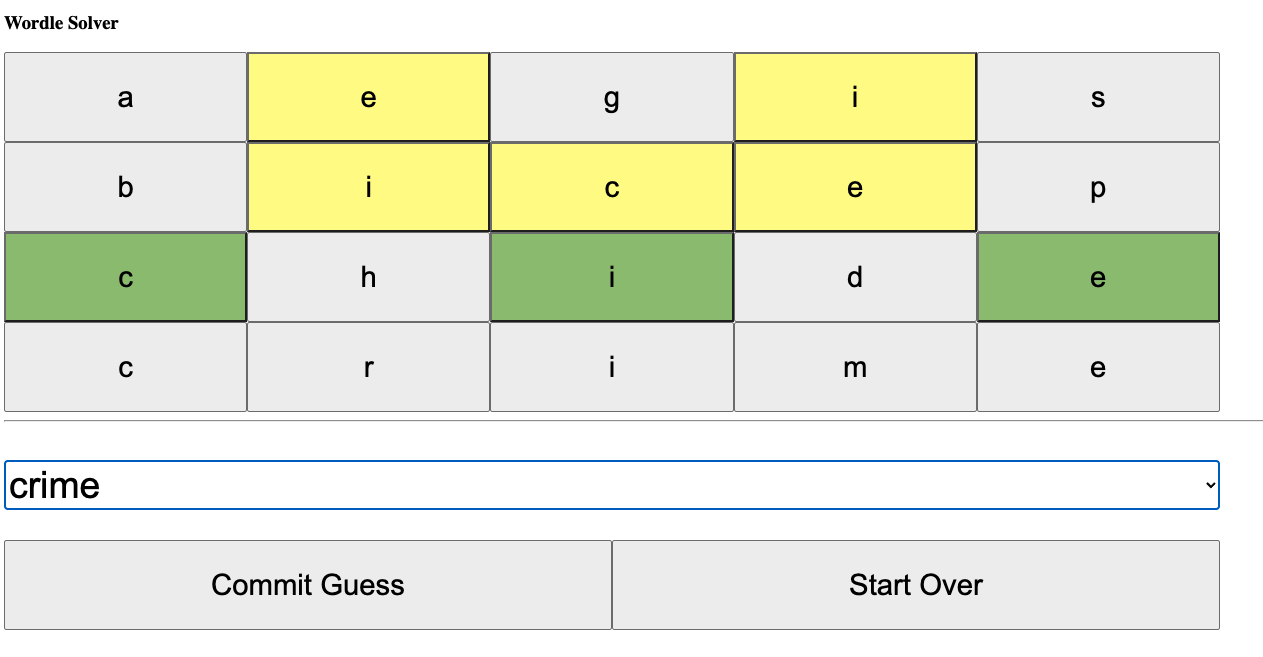 Wordle Solver
a e g i s
b i c e p
c h i d e
c r i m e
crime
Commit Guess Start Over